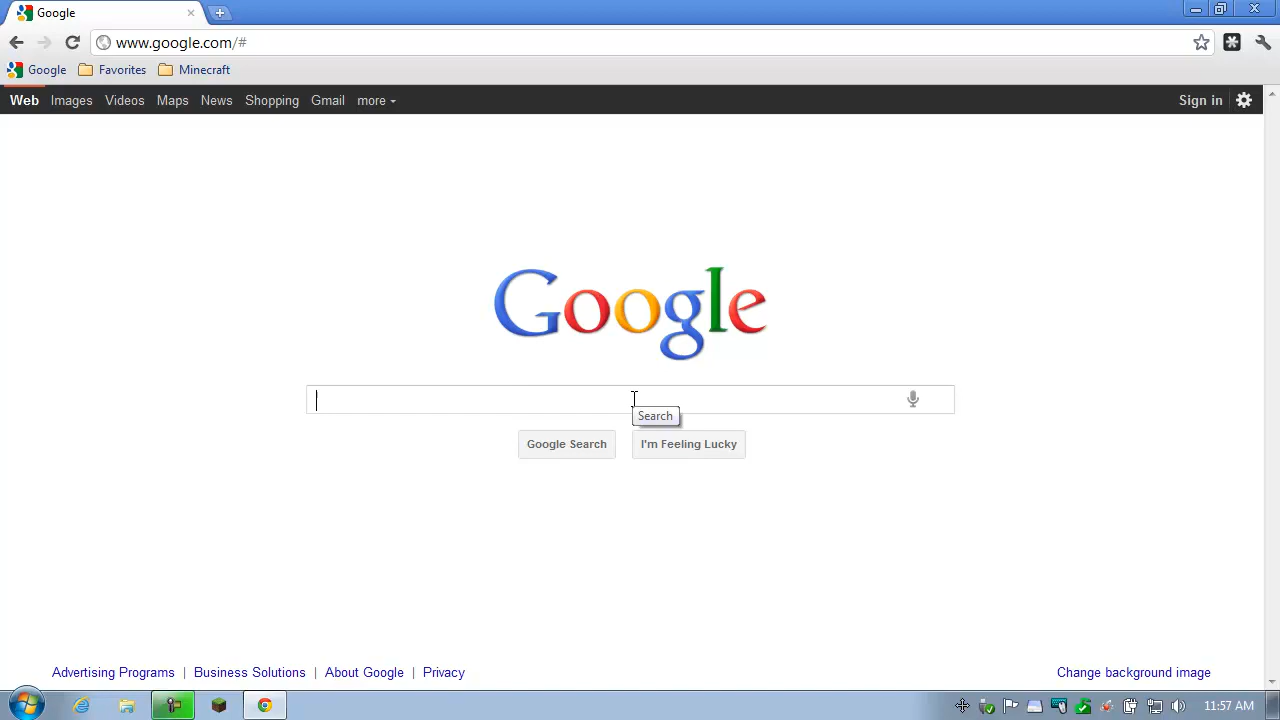 Google
www.google.com/#
Google Favorites Minecraft
Web Images Videos Maps News Shopping Gmail more Sign in
Google
Search
Google Search I'm Feeling Lucky
Advertising Programs | Business Solutions | About Google | Privacy Change background image
11:57 AM